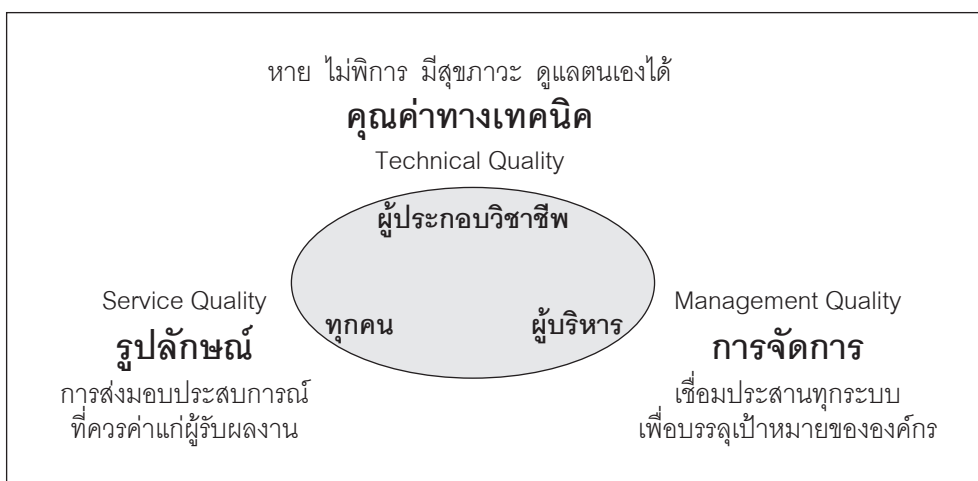 หาย ไม่พิการ มีสุขภาวะ ดูแลตนเองได้
คุณค่าทางเทคนิค
Technical Quality
ผู้ประกอบวิชาชีพ
ทุกคน
ผู้บริหาร
Service Quality
รูปลักษณ์
การส่งมอบประสบการณ์
ที่ควรค่าแก่ผู้รับผลงาน
Management Quality
การจัดการ
เชื่อมประสานทุกระบบ
เพื่อบรรลุเป้าหมายขององค์กร